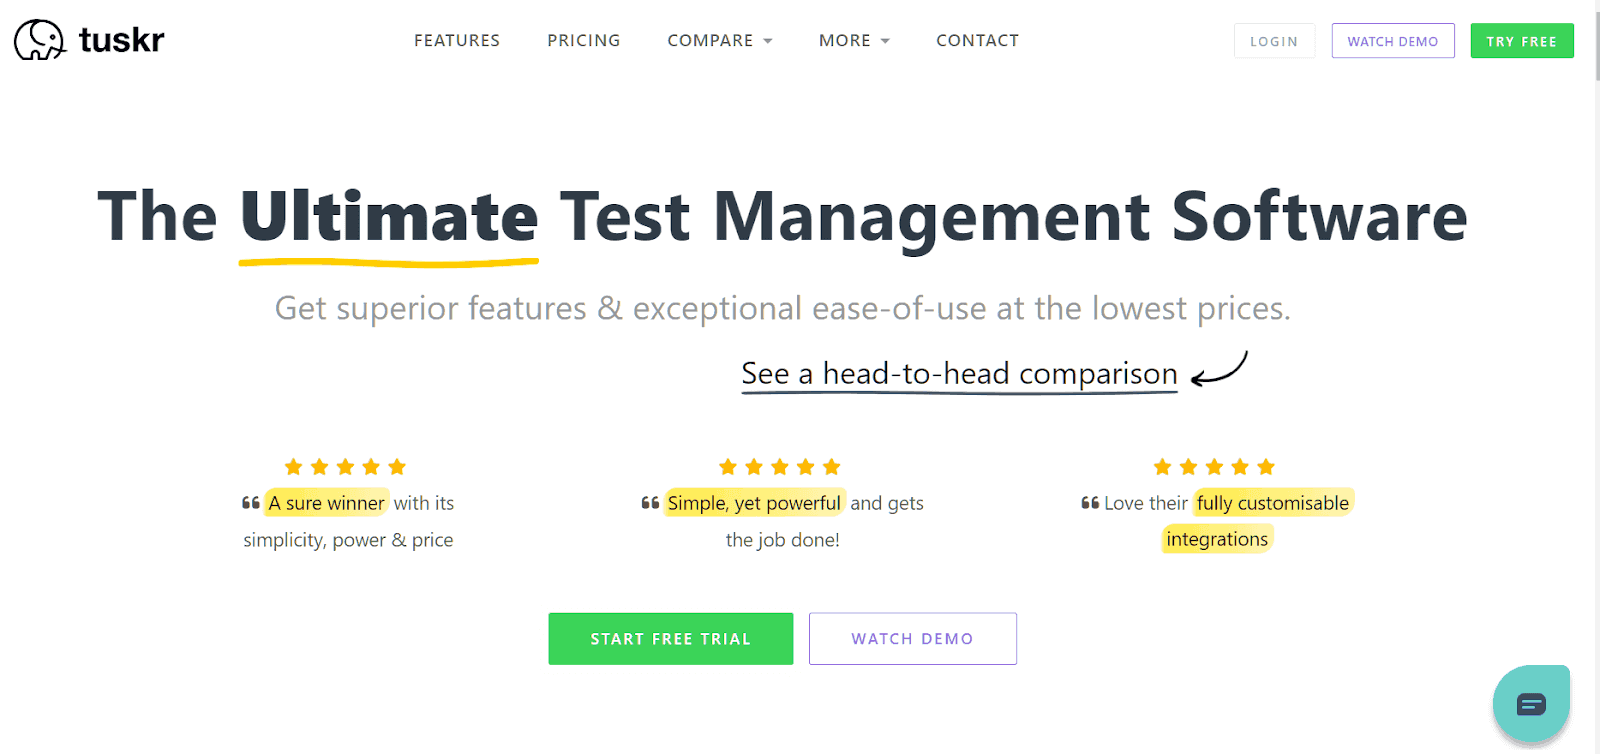 tuskr
FEATURES
PRICING
COMPARE
MORE
CONTACT
LOGIN
WATCH DEMO
TRY FREE
The Ultimate Test Management Software
Get superior features & exceptional ease-of-use at the lowest prices.
See a head-to-head comparison
“ A sure winner with its
simplicity, power & price
“ Simple, yet powerful and gets
the job done!
“ Love their fully customisable
integrations
START FREE TRIAL
WATCH DEMO